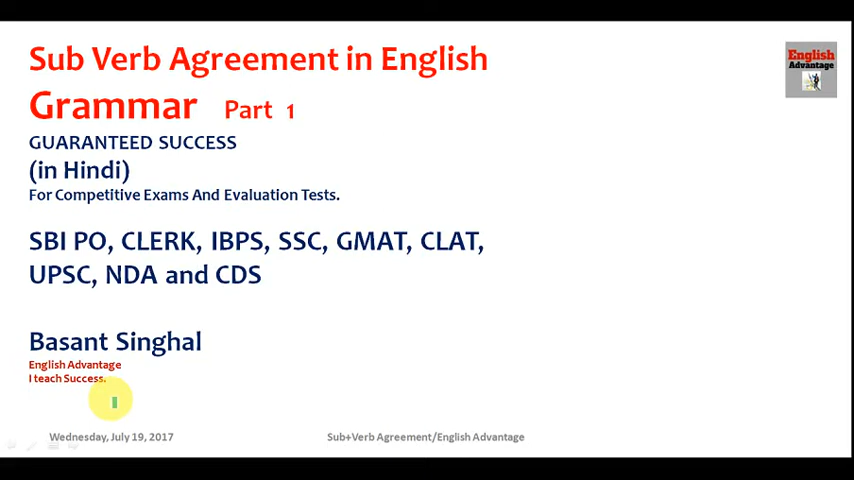 Sub Verb Agreement in English
Grammar Part 1
GUARANTEED SUCCESS
(in Hindi)
For Competitive Exams And Evaluation Tests.
SBI PO, CLERK, IBPS, SSC, GMAT, CLAT,
UPSC, NDA and CDS
Basant Singhal
English Advantage
I teach Success.
Wednesday, July 19, 2017
Sub+Verb Agreement/English Advantage
English
Advantage